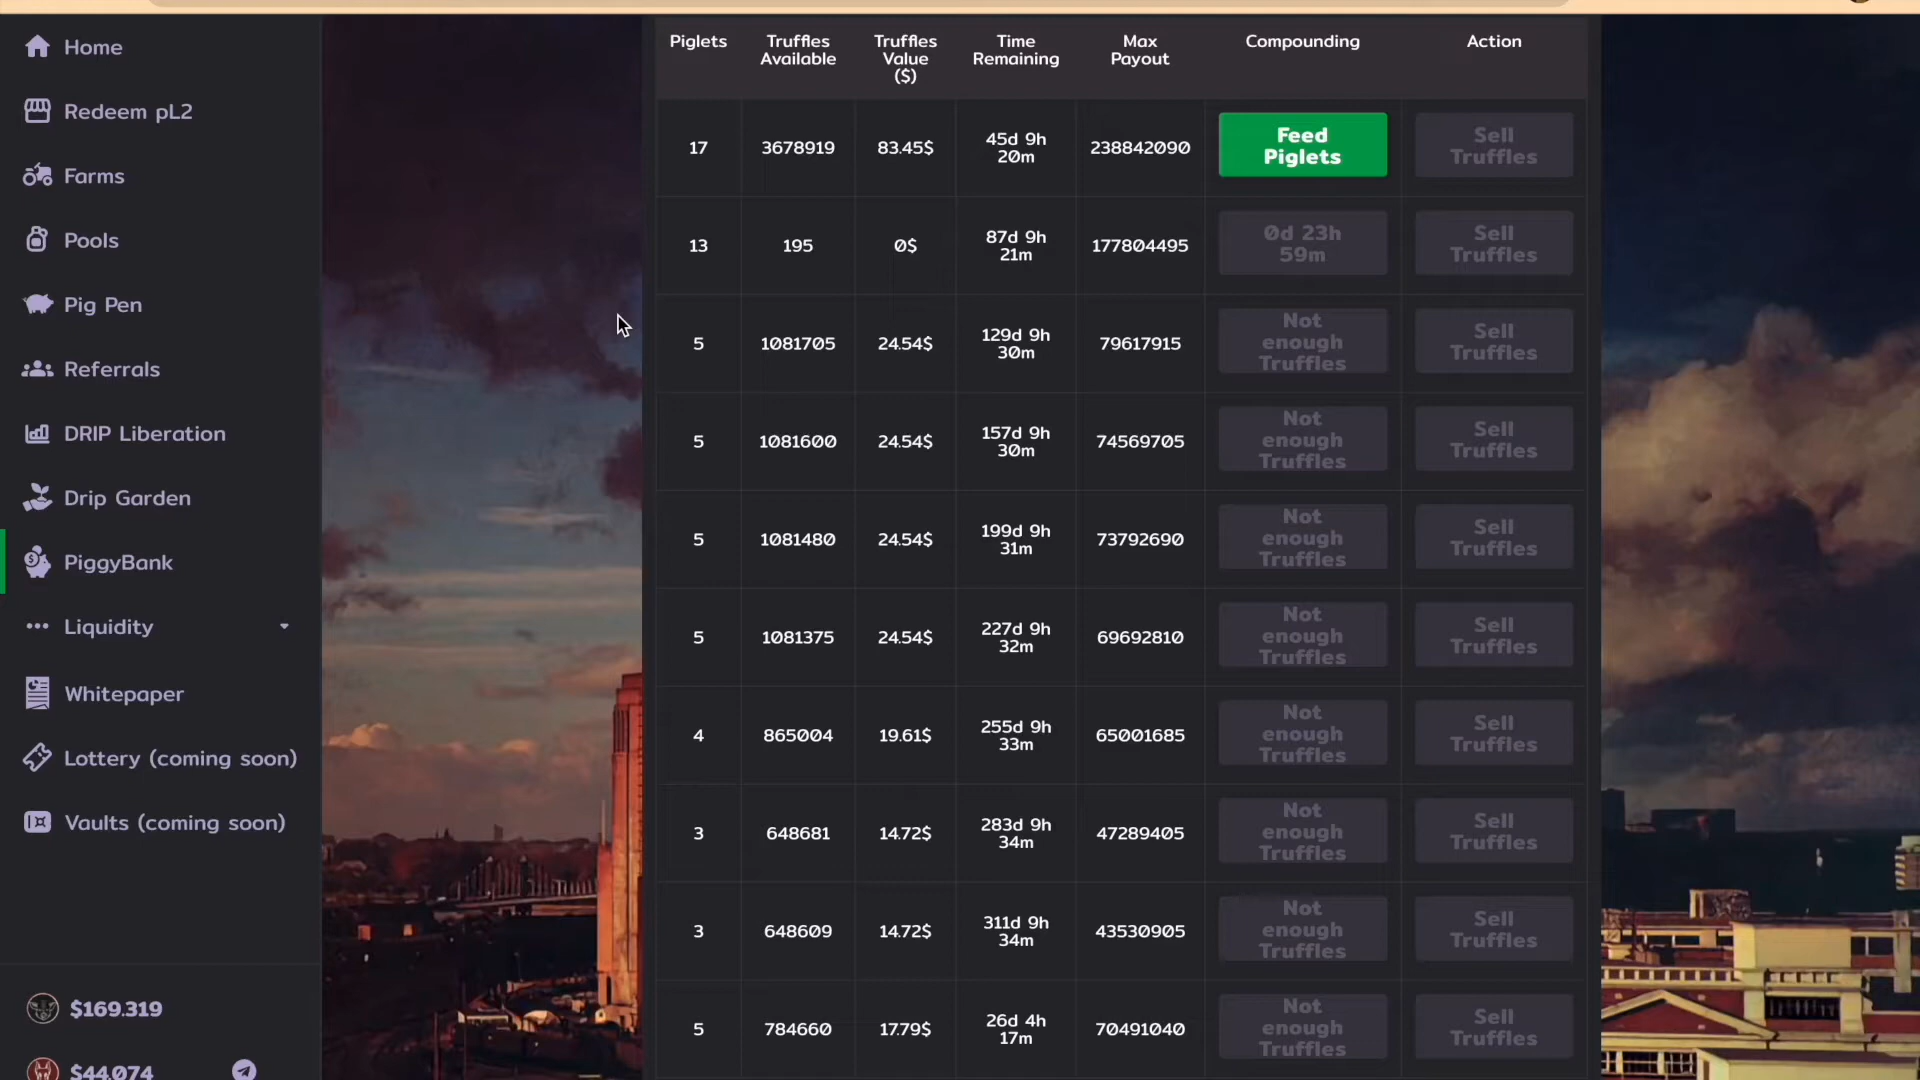 Home
Redeem pL2
Farms
Pools
Pig Pen
Referrals
DRIP Liberation
Drip Garden
PiggyBank
Liquidity
Whitepaper
Lottery (coming soon)
Vaults (coming soon)
$169.319
$44.074
Piglets Truffles Available Truffles Value ($) Time Remaining Max Payout Compounding Action
17 3678919 83.45$ 45d 9h 20m 238842090 Feed Piglets Sell Truffles
13 195 0$ 87d 9h 21m 177804495 0d 23h 59m Sell Truffles
5 1081705 24.54$ 129d 9h 30m 79617915 Not enough Truffles Sell Truffles
5 1081600 24.54$ 157d 9h 30m 74569705 Not enough Truffles Sell Truffles
5 1081480 24.54$ 199d 9h 31m 73792690 Not enough Truffles Sell Truffles
5 1081375 24.54$ 227d 9h 32m 69692810 Not enough Truffles Sell Truffles
4 865004 19.61$ 255d 9h 33m 65001685 Not enough Truffles Sell Truffles
3 648681 14.72$ 283d 9h 34m 47289405 Not enough Truffles Sell Truffles
3 648609 14.72$ 311d 9h 34m 43530905 Not enough Truffles Sell Truffles
5 784660 17.79$ 26d 4h 17m 70491040 Not enough Truffles Sell Truffles